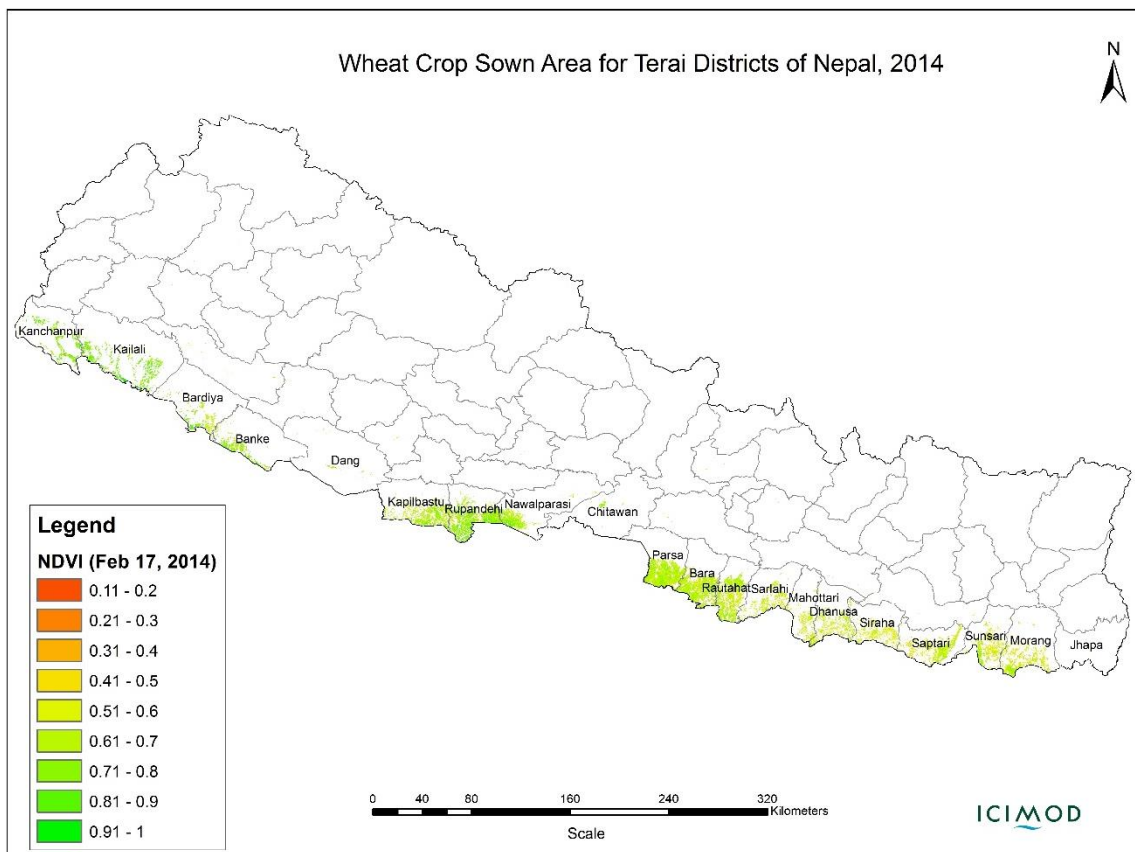 Wheat Crop Sown Area for Terai Districts of Nepal, 2014
N
Kanchanpur
Kailali
Bardiya
Banke
Dang
Kapilbastu
Rupandehi
Nawalparasi
Chitawan
Parsa
Bara
Rautahat
Sarlahi
Mahottari
Dhanusa
Siraha
Saptari
Sunsari
Morang
Jhapa
Legend
NDVI (Feb 17, 2014)
0.11 - 0.2
0.21 - 0.3
0.31 - 0.4
0.41 - 0.5
0.51 - 0.6
0.61 - 0.7
0.71 - 0.8
0.81 - 0.9
0.91 - 1
0 40 80 160 240 320
Kilometers
Scale
ICIMOD